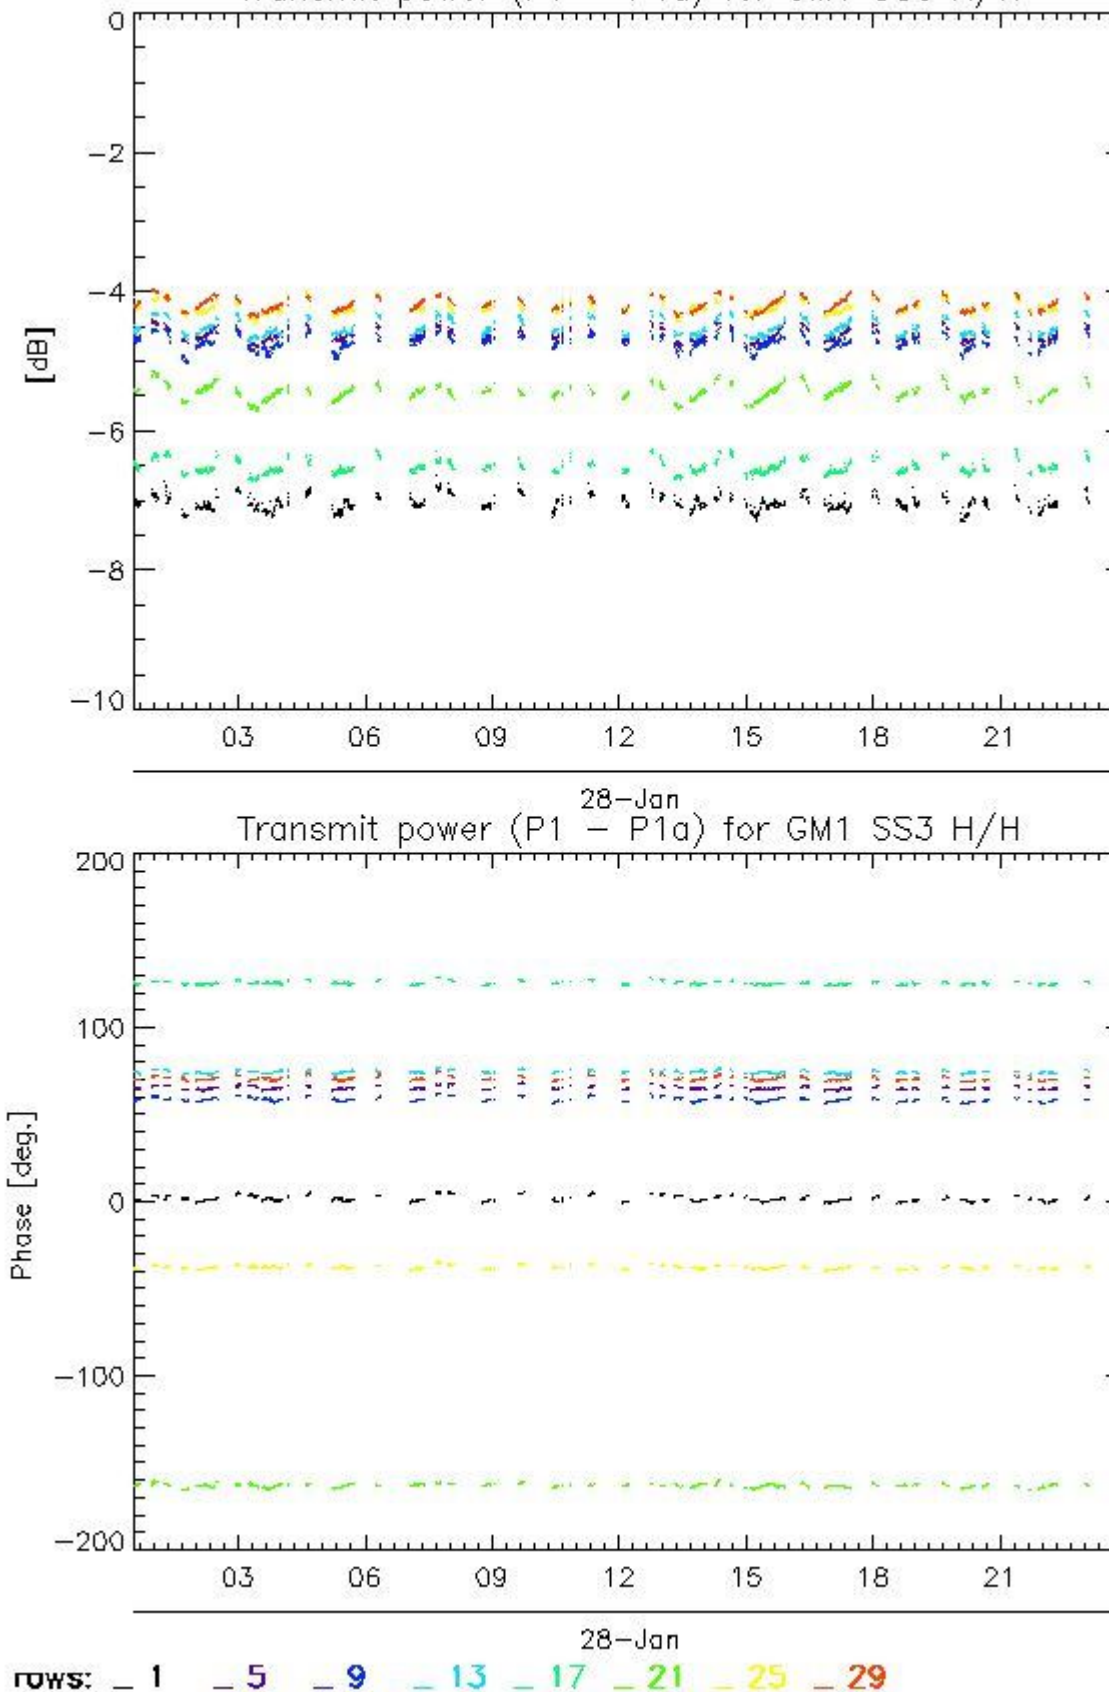 0
-2
-4
-6
-8
-10
[dB]
03 06 09 12 15 18 21
28-Jan
Transmit power (P1 - P1a) for GM1 SS3 H/H
200
100
0
-100
-200
Phase [deg.]
03 06 09 12 15 18 21
28-Jan
rows: _ 1 _ 5 _ 9 _ 13 _ 17 _ 21 _ 25 _ 29